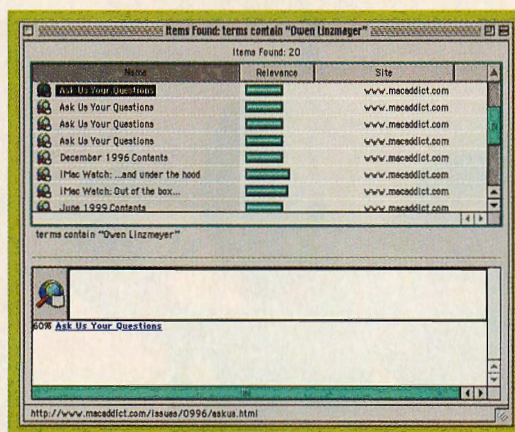 Items Found: terms contain "Owen Linzmayer"
Items Found: 20
Name Relevance Site
Ask Us Your Questions www.macaddict.com
Ask Us Your Questions www.macaddict.com
Ask Us Your Questions www.macaddict.com
Ask Us Your Questions www.macaddict.com
December 1996 Contents www.macaddict.com
iMac Watch: ...and under the hood www.macaddict.com
iMac Watch: Out of the box... www.macaddict.com
June 1999 Contents www.macaddict.com
terms contain "Owen Linzmayer"
60% Ask Us Your Questions
http://www.macaddict.com/issues/0996/askus.html